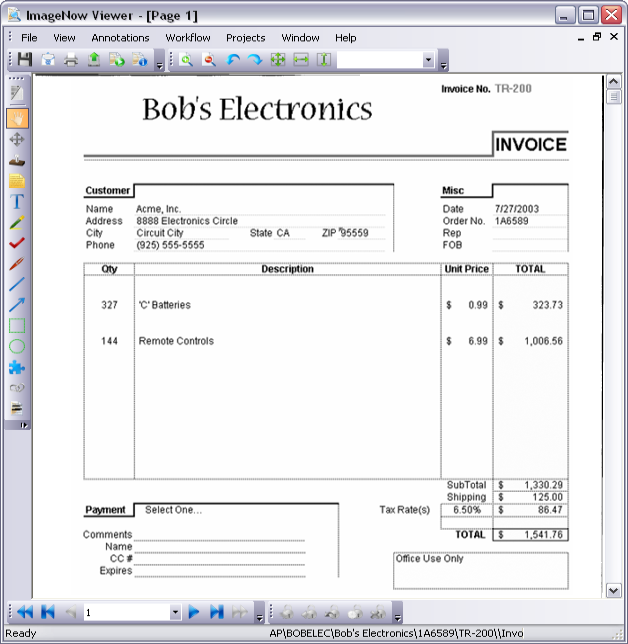 ImageNow Viewer - [Page 1]
File View Annotations Workflow Projects Window Help
Invoice No. TR-200
Bob's Electronics
INVOICE
Customer
Misc
Name Acme, Inc.
Date 7/27/2003
Address 8888 Electronics Circle
Order No. 1A6589
City Circuit City State CA ZIP 95559
Rep
Phone (925) 555-5555
FOB
Qty Description Unit Price TOTAL
327 'C' Batteries $ 0.99 $ 323.73
144 Remote Controls $ 6.99 $ 1,006.56
SubTotal $ 1,330.29
Shipping $ 125.00
Payment Select One...
Tax Rate(s) 6.50% $ 86.47
Comments
TOTAL $ 1,541.76
Name
CC #
Office Use Only
Expires
1
Ready AP\BOBELEC\Bob's Electronics\1A6589\TR-200\\Invo